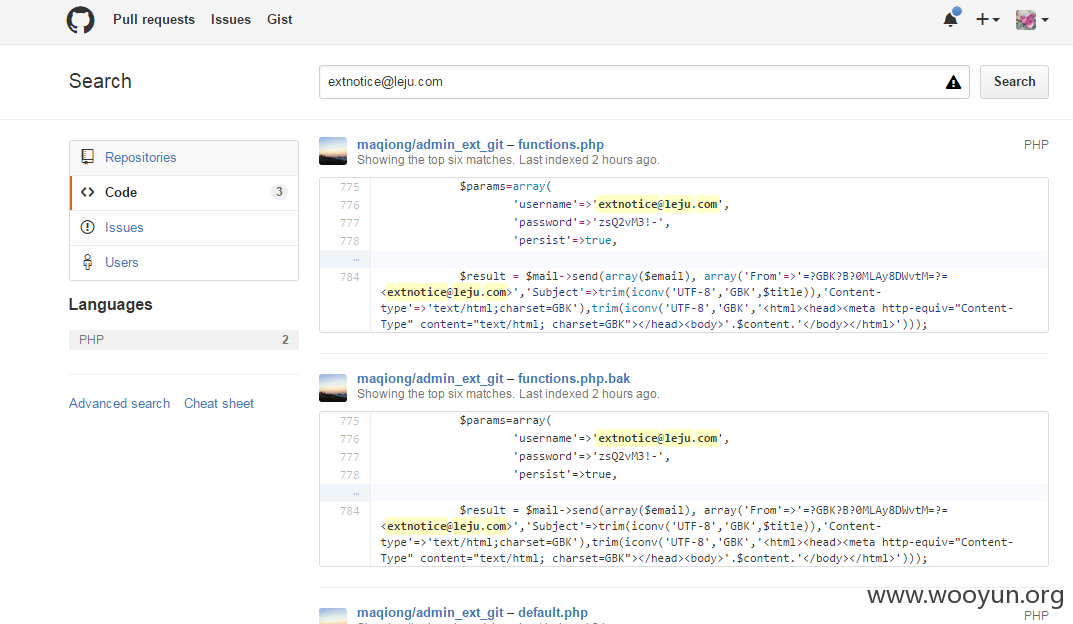 Pull requests Issues Gist
Search extnotice@leju.com Search
Repositories
Code 3
Issues
Users
Languages
PHP 2
Advanced search Cheat sheet
maqiong/admin_ext_git – functions.php PHP
Showing the top six matches. Last indexed 2 hours ago.
775 $params=array(
776 'username'=>'extnotice@leju.com',
777 'password'=>'zsQ2vM3!-',
778 'persist'=>true,
…
784 $result = $mail->send(array($email), array('From'=>'=?GBK?B?0MLAy8DWvtM=?=
<extnotice@leju.com>','Subject'=>trim(iconv('UTF-8','GBK',$title)),'Content-
type'=>'text/html;charset=GBK'),trim(iconv('UTF-8','GBK','<html><head><meta http-equiv="Content-
Type" content="text/html; charset=GBK"></head><body>'.$content.'</body></html>')));
maqiong/admin_ext_git – functions.php.bak
Showing the top six matches. Last indexed 2 hours ago.
775 $params=array(
776 'username'=>'extnotice@leju.com',
777 'password'=>'zsQ2vM3!-',
778 'persist'=>true,
…
784 $result = $mail->send(array($email), array('From'=>'=?GBK?B?0MLAy8DWvtM=?=
<extnotice@leju.com>','Subject'=>trim(iconv('UTF-8','GBK',$title)),'Content-
type'=>'text/html;charset=GBK'),trim(iconv('UTF-8','GBK','<html><head><meta http-equiv="Content-
Type" content="text/html; charset=GBK"></head><body>'.$content.'</body></html>')));
www.wooyun.org
maqiong/admin_ext_git – default.php PHP